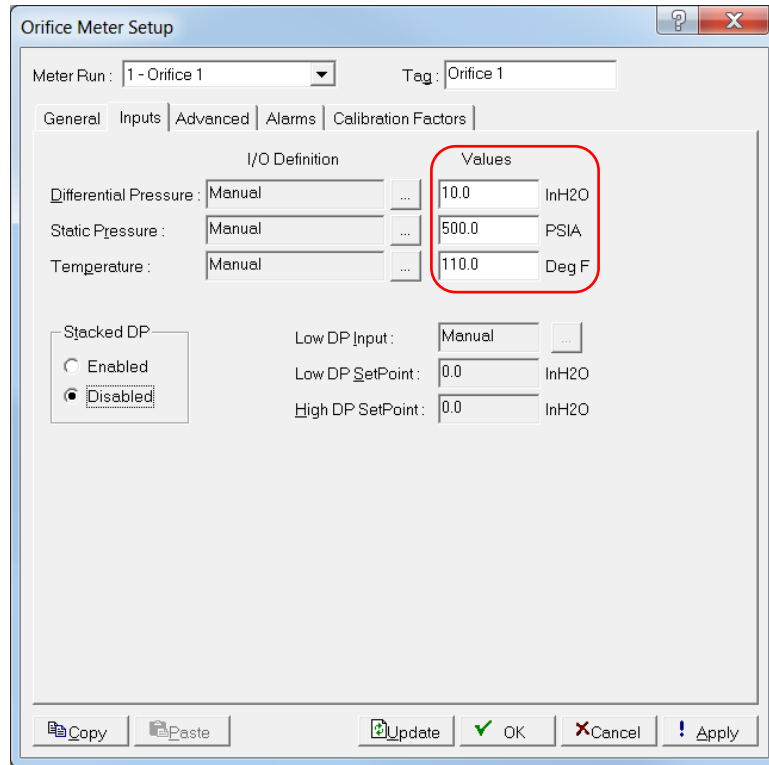 Orifice Meter Setup
Meter Run : 1 - Orifice 1 Tag : Orifice 1
General Inputs Advanced Alarms Calibration Factors
I/O Definition Values
Differential Pressure : Manual ... 10.0 InH2O
Static Pressure : Manual ... 500.0 PSIA
Temperature : Manual ... 110.0 Deg F
Stacked DP
Low DP Input : Manual ...
Enabled
Low DP SetPoint : 0.0 InH2O
Disabled
High DP SetPoint : 0.0 InH2O
Copy Paste Update OK Cancel ! Apply